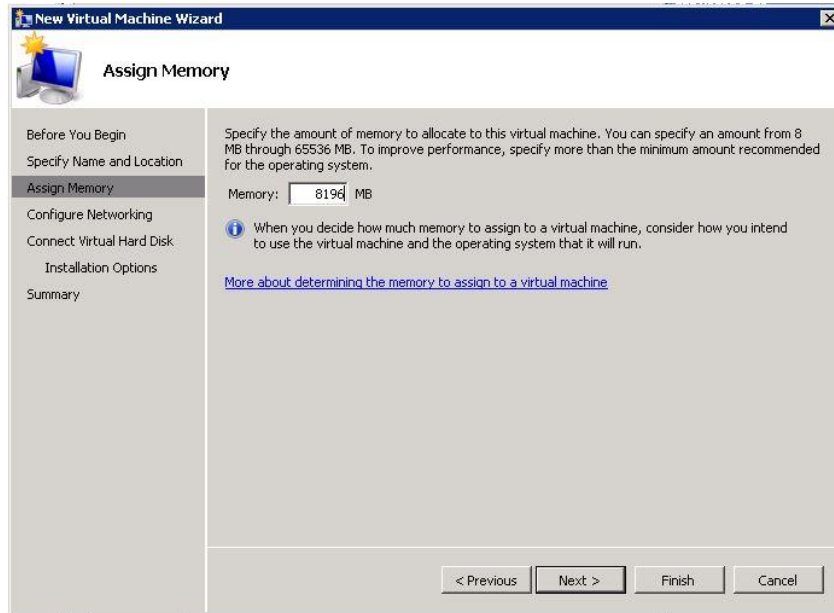 New Virtual Machine Wizard
Assign Memory
Before You Begin
Specify Name and Location
Assign Memory
Configure Networking
Connect Virtual Hard Disk
Installation Options
Summary
Specify the amount of memory to allocate to this virtual machine. You can specify an amount from 8
MB through 65536 MB. To improve performance, specify more than the minimum amount recommended
for the operating system.
Memory: 8196 MB
When you decide how much memory to assign to a virtual machine, consider how you intend
to use the virtual machine and the operating system that it will run.
More about determining the memory to assign to a virtual machine
< Previous Next > Finish Cancel